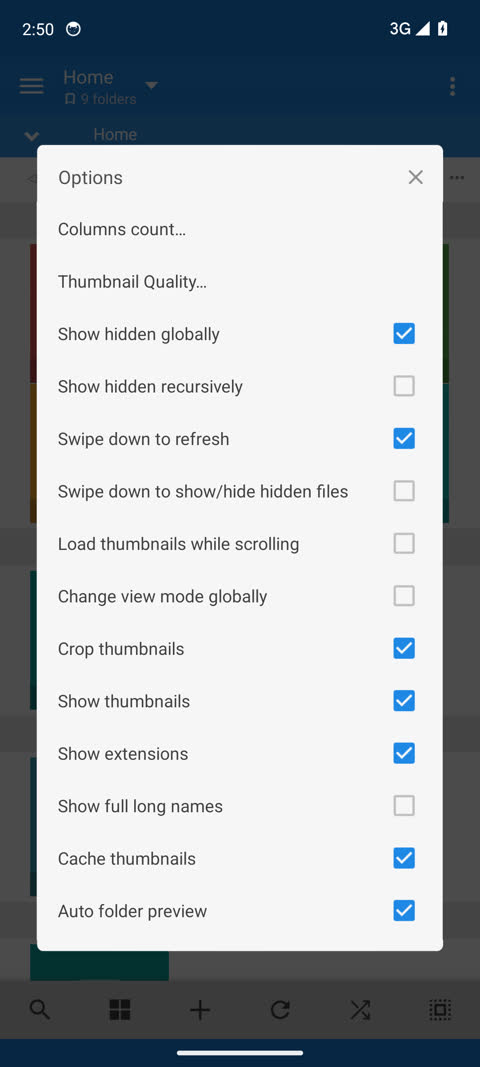 2:50
3G
Home
9 folders
Home
Options
Columns count...
Thumbnail Quality...
Show hidden globally
Show hidden recursively
Swipe down to refresh
Swipe down to show/hide hidden files
Load thumbnails while scrolling
Change view mode globally
Crop thumbnails
Show thumbnails
Show extensions
Show full long names
Cache thumbnails
Auto folder preview